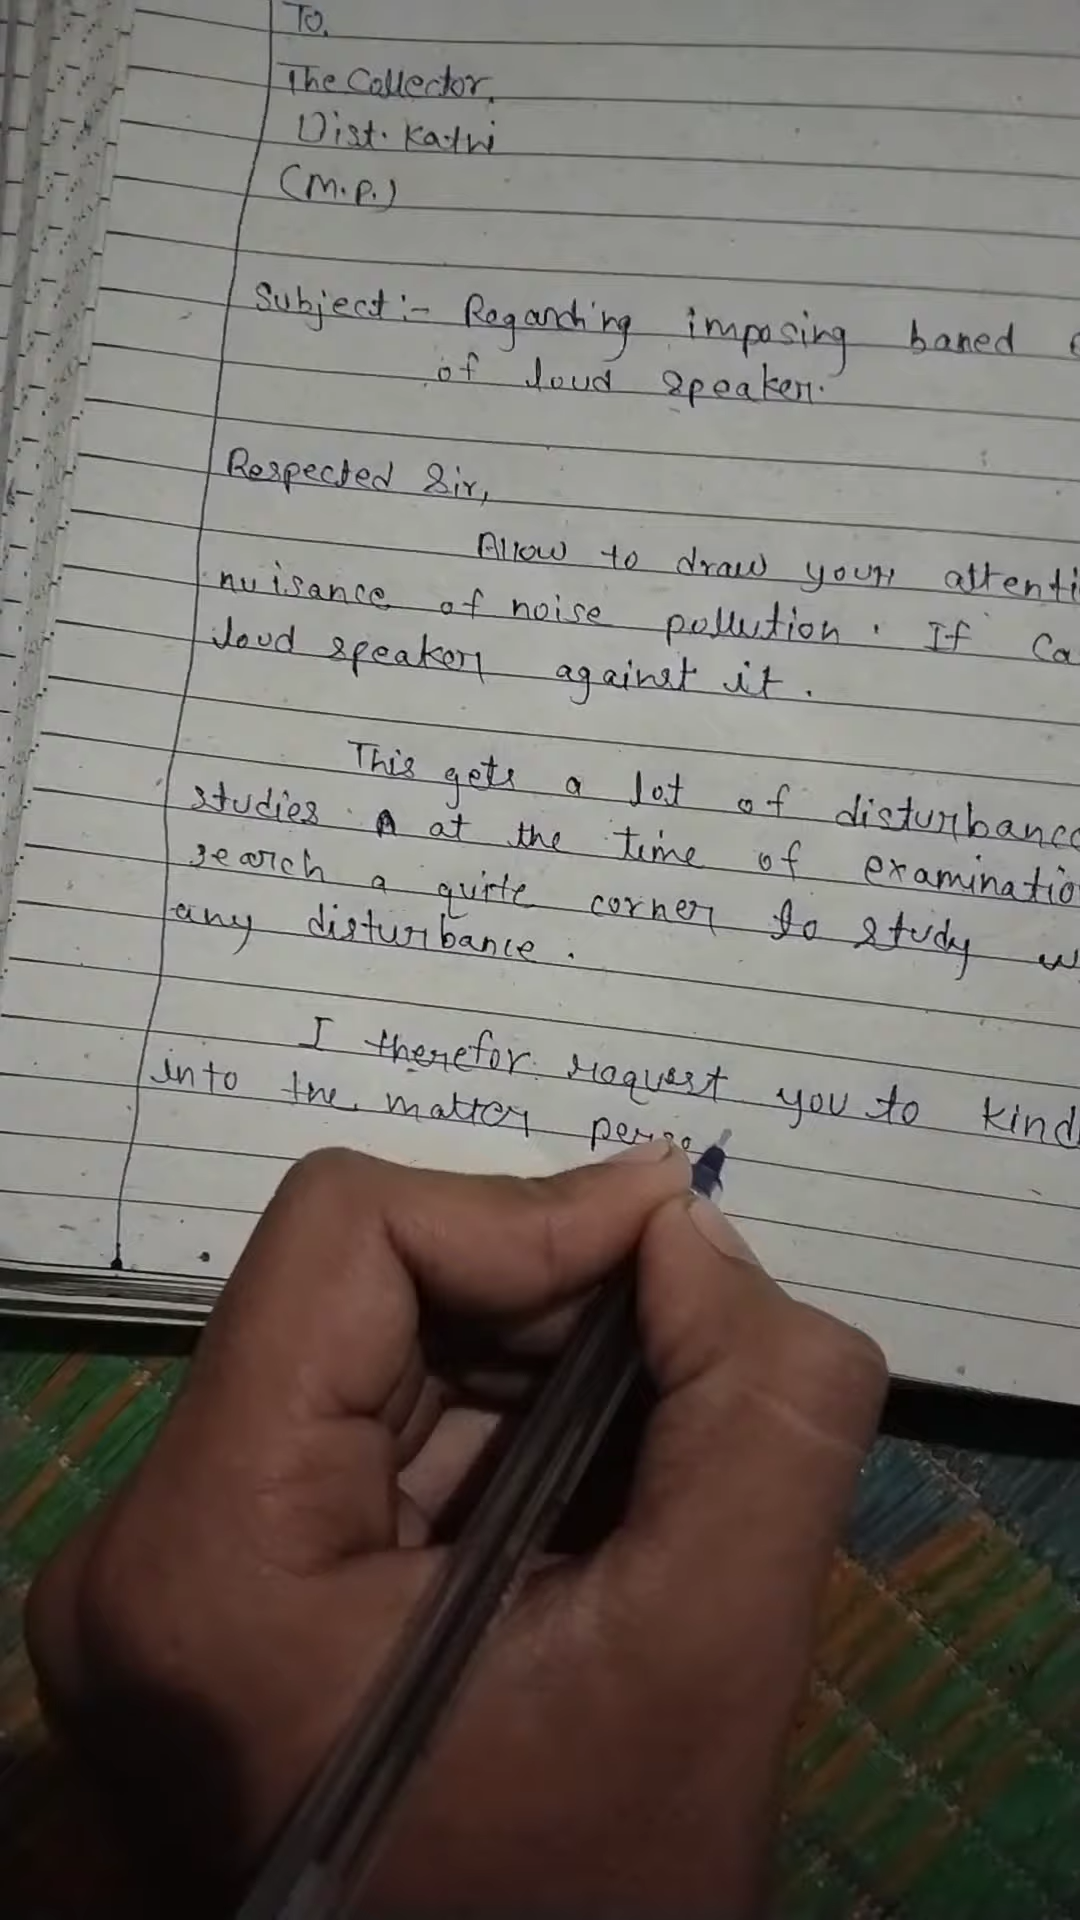 To,
The Collector,
Dist. Katni
(M.P.)
Subject:- Regarding imposing baned
of loud speaker.
Respected Sir,
Allow to draw your attenti
nuisance of noise pollution. If Ca
loud speaker against it.
This gets a lot of disturbance
studies at the time of examinatio
search a quite corner to study w
any disturbance.
I therefor request you to kind
into the matter perso